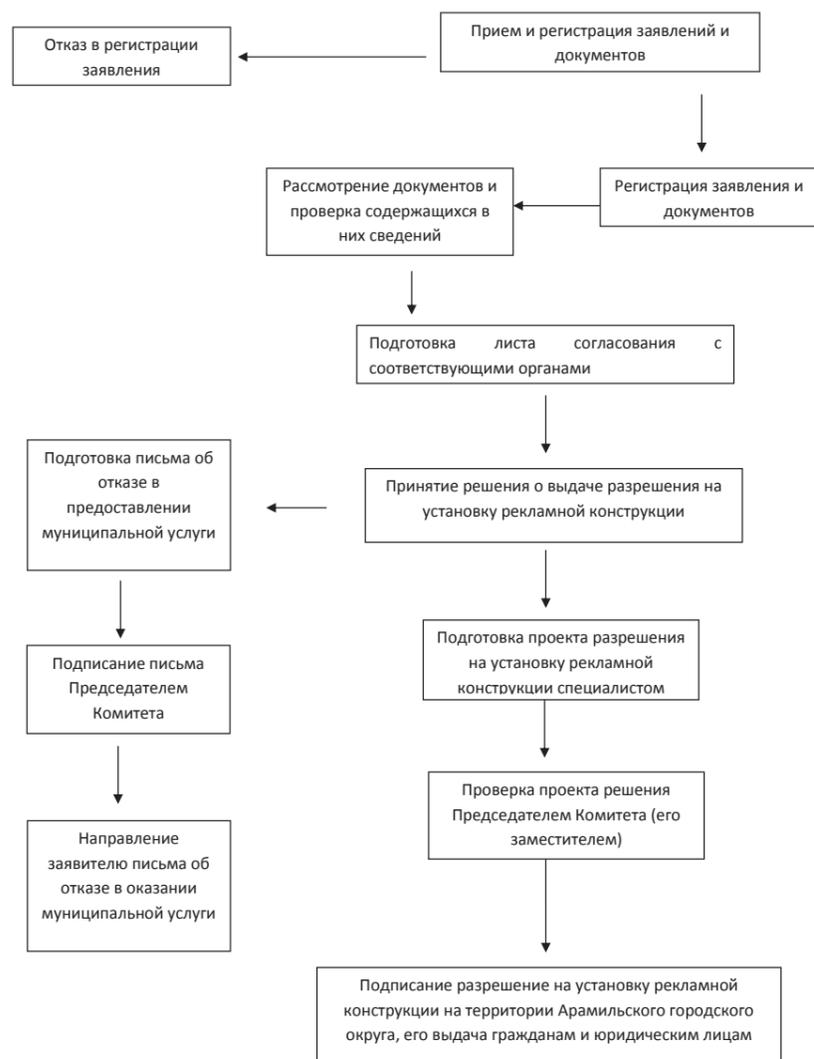 Отказ в регистрации
заявления
Прием и регистрация заявлений и
документов
Рассмотрение документов и
проверка содержащихся в
них сведений
Регистрация заявления и
документов
Подготовка листа согласования с
соответствующими органами
Подготовка письма об
отказе в
предоставлении
муниципальной услуги
Принятие решения о выдаче разрешения на
установку рекламной конструкции
Подписание письма
Председателем
Комитета
Подготовка проекта разрешения
на установку рекламной
конструкции специалистом
Проверка проекта решения
Председателем Комитета (его
заместителем)
Направление
заявителю письма об
отказе в оказании
муниципальной услуги
Подписание разрешение на установку рекламной
конструкции на территории Арамильского городского
округа, его выдача гражданам и юридическим лицам